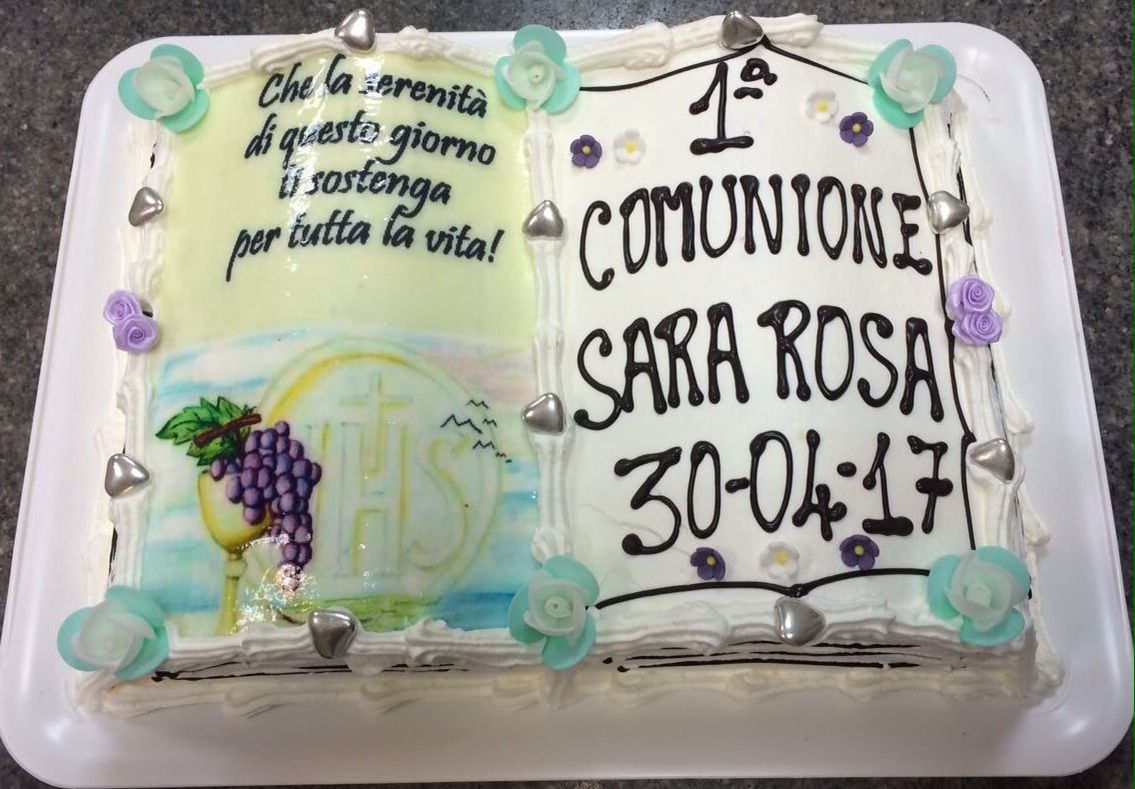 Che la serenità
di questo giorno
ti sostenga
per tutta la vita!
IHS
1ª
COMUNIONE
SARA ROSA
30-04-17